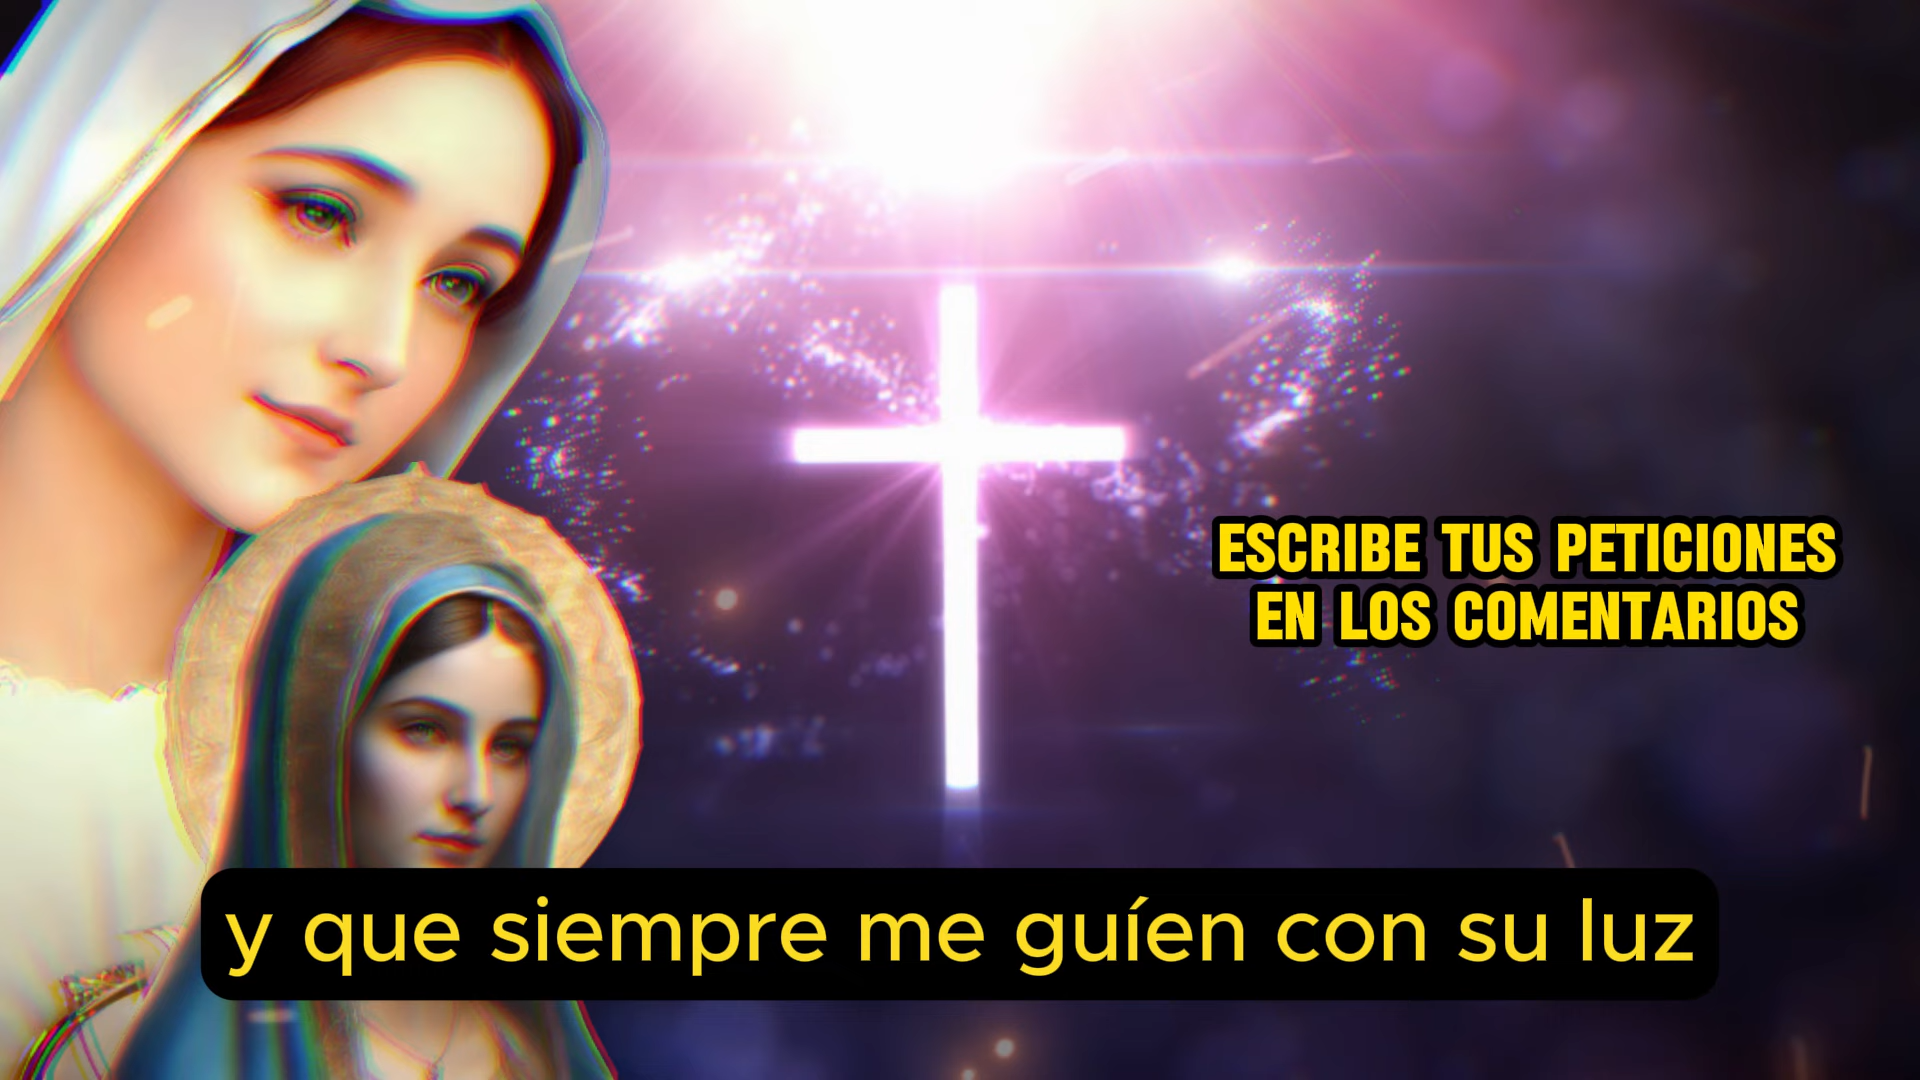 ESCRIBE TUS PETICIONES
EN LOS COMENTARIOS
y que siempre me guíen con su luz